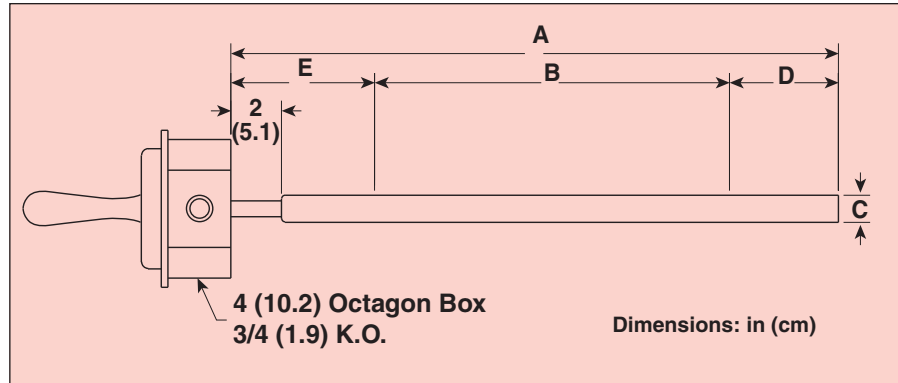 A
E
B
D
2
(5.1)
C
4 (10.2) Octagon Box
3/4 (1.9) K.O.
Dimensions: in (cm)